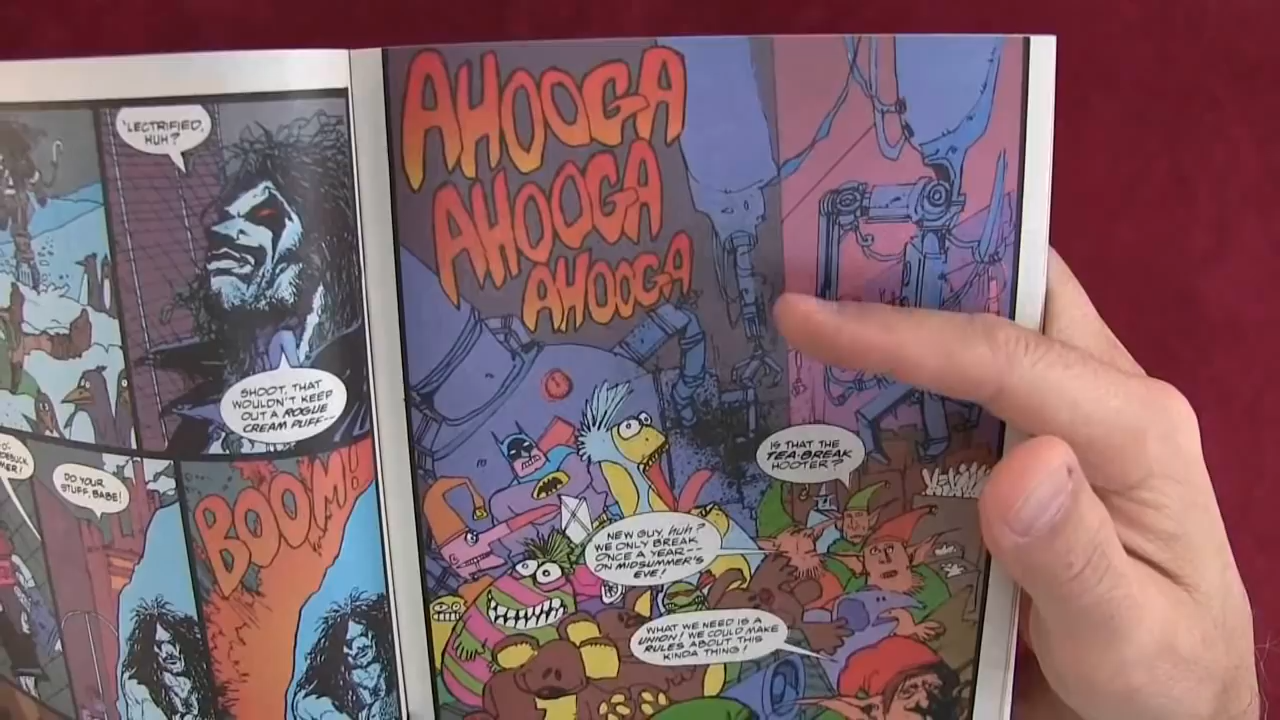 'LECTRIFIED,
HUH?
SHOOT, THAT
WOULDN'T KEEP
OUT A ROGUE
CREAM PUFF--
DO YOUR
STUFF, BABE!
BOOM!
AHOOGA
AHOOGA
AHOOGA
IS THAT THE
TEA-BREAK
HOOTER?
NEW GUY, HUH?
WE ONLY BREAK
ONCE A YEAR--
ON MIDSUMMER'S
EVE!
WHAT WE NEED IS A
UNION! WE COULD MAKE
RULES ABOUT THIS
KINDA THING!